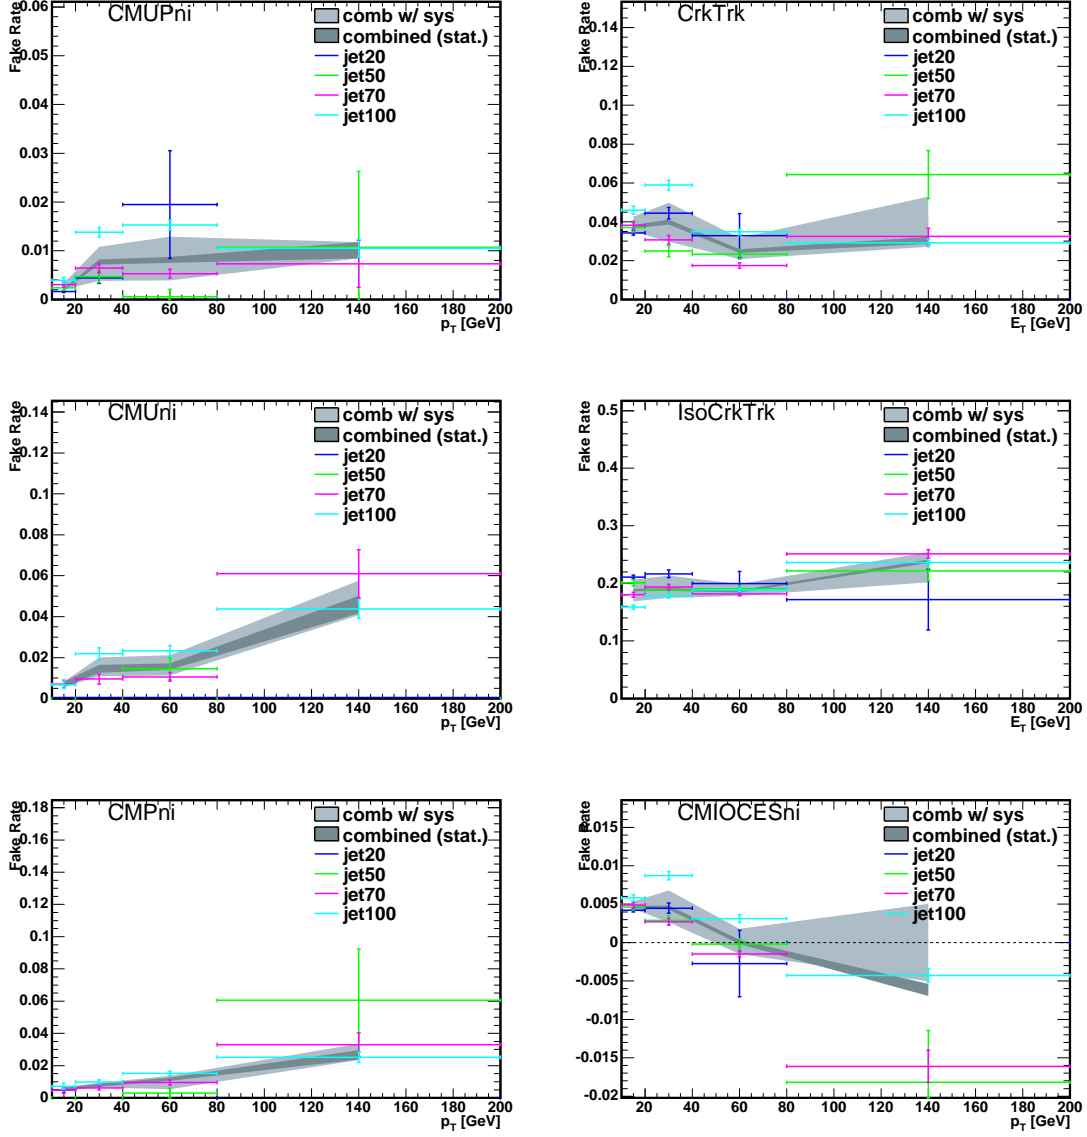 CMUPni
Fake Rate
comb w/ sys
combined (stat.)
jet20
jet50
jet70
jet100
0.06
0.05
0.04
0.03
0.02
0.01
0
20 40 60 80 100 120 140 160 180 200
p_T [GeV]
CrkTrk
Fake Rate
comb w/ sys
combined (stat.)
jet20
jet50
jet70
jet100
0.14
0.12
0.1
0.08
0.06
0.04
0.02
0
20 40 60 80 100 120 140 160 180 200
E_T [GeV]
CMUni
Fake Rate
comb w/ sys
combined (stat.)
jet20
jet50
jet70
jet100
0.14
0.12
0.1
0.08
0.06
0.04
0.02
0
20 40 60 80 100 120 140 160 180 200
p_T [GeV]
IsoCrkTrk
Fake Rate
comb w/ sys
combined (stat.)
jet20
jet50
jet70
jet100
0.5
0.4
0.3
0.2
0.1
0
20 40 60 80 100 120 140 160 180 200
E_T [GeV]
CMPni
Fake Rate
comb w/ sys
combined (stat.)
jet20
jet50
jet70
jet100
0.18
0.16
0.14
0.12
0.1
0.08
0.06
0.04
0.02
0
20 40 60 80 100 120 140 160 180 200
p_T [GeV]
CMIOCESni
Fake Rate
comb w/ sys
combined (stat.)
jet20
jet50
jet70
jet100
0.015
0.01
0.005
0
-0.005
-0.01
-0.015
-0.02
20 40 60 80 100 120 140 160 180 200
p_T [GeV]